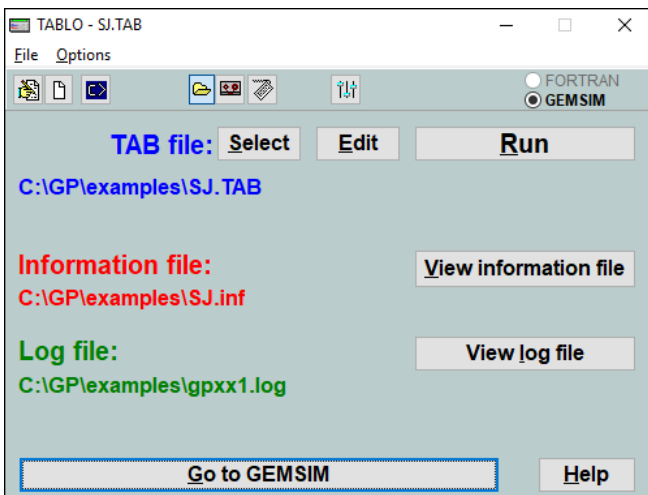 TABLO - SJ.TAB
File Options
FORTRAN
GEMSIM
TAB file: Select Edit Run
C:\GP\examples\SJ.TAB
Information file: View information file
C:\GP\examples\SJ.inf
Log file: View log file
C:\GP\examples\gpxx1.log
Go to GEMSIM Help